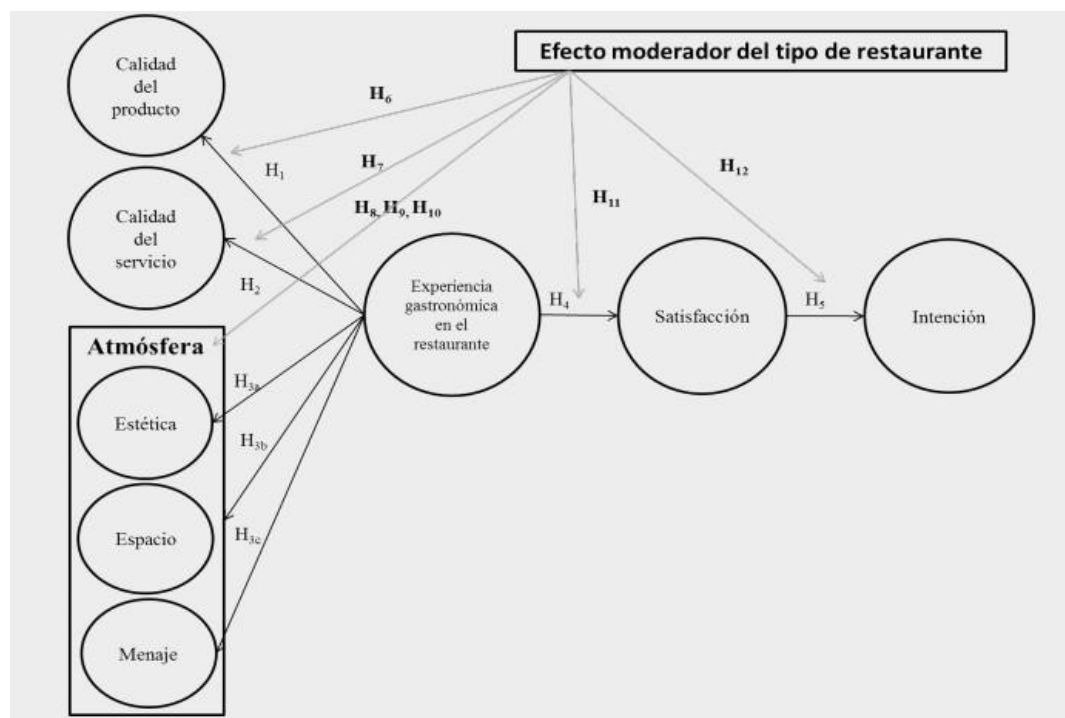 Efecto moderador del tipo de restaurante
Calidad
del
producto
H6
H1
H7
H12
Calidad
del
servicio
H8, H9, H10
H11
H2
Experiencia
gastronómica
en el
restaurante
H4
Satisfacción
H5
Intención
Atmósfera
H3a
Estética
H3b
Espacio
H3c
Menaje